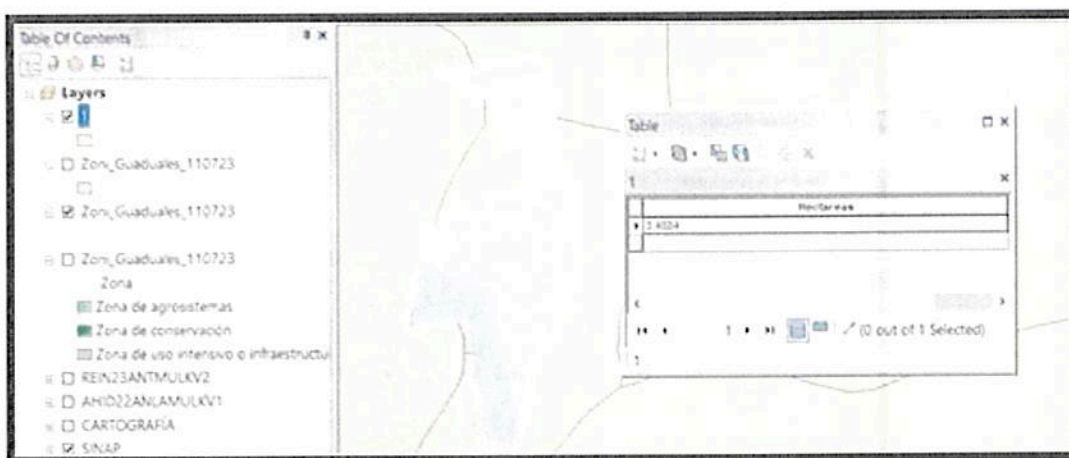 Table Of Contents
Layers
1
Zoni_Guaduales_110723
Zoni_Guaduales_110723
Zoni_Guaduales_110723
Zona
Zona de agrosistemas
Zona de conservación
Zona de uso intensivo o infraestructu
REIN23ANTMULKV2
AHID22ANLAMULKV1
CARTOGRAFÍA
SINAP
Table
1
Hectareas
1
(0 out of 1 Selected)
1